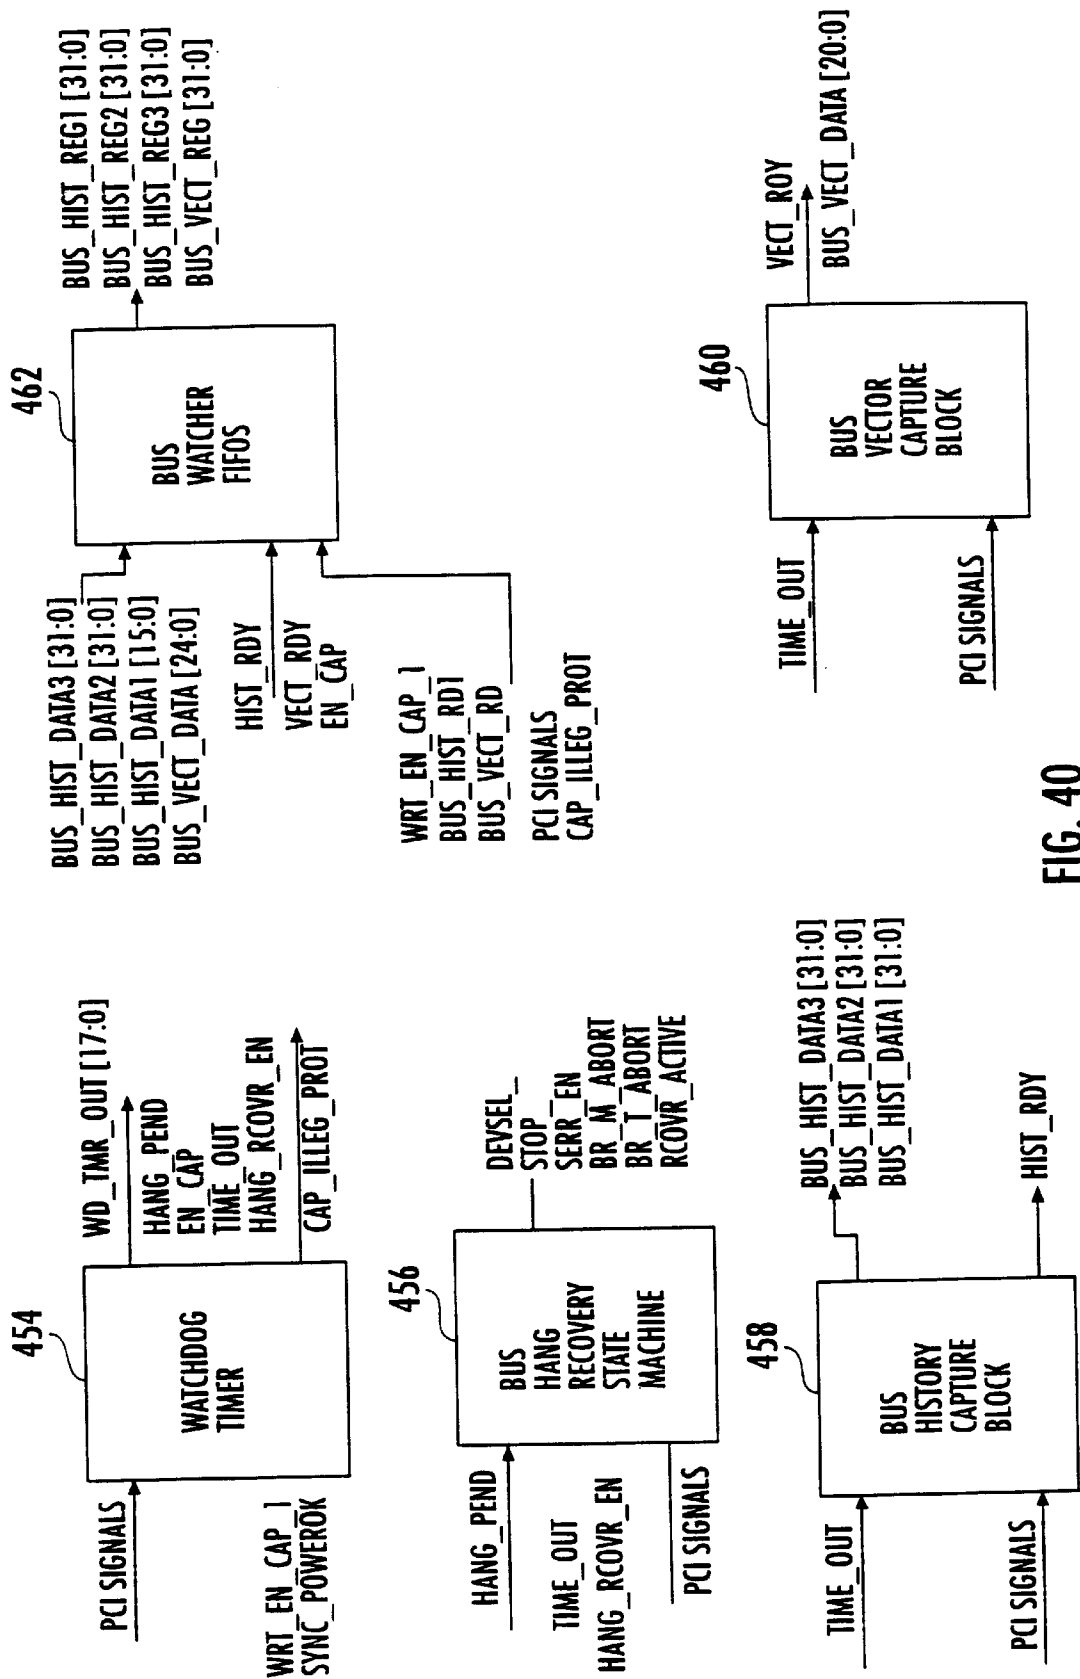 454
PCI SIGNALS
WRT_EN_CAP_1
SYNC_POWEROK
WATCHDOG
TIMER
WD_TMR_OUT [17:0]
HANG_PEND
EN_CAP
TIME_OUT
HANG_RCOVR_EN
CAP_ILLEG_PROT
456
HANG_PEND
TIME_OUT
HANG_RCOVR_EN
PCI SIGNALS
BUS
HANG
RECOVERY
STATE
MACHINE
DEVSEL_
STOP_
SERR_EN
BR_M_ABORT
BR_T_ABORT
RCOVR_ACTIVE
458
TIME_OUT
PCI SIGNALS
BUS
HISTORY
CAPTURE
BLOCK
BUS_HIST_DATA3 [31:0]
BUS_HIST_DATA2 [31:0]
BUS_HIST_DATA1 [31:0]
HIST_RDY
462
BUS_HIST_DATA3 [31:0]
BUS_HIST_DATA2 [31:0]
BUS_HIST_DATA1 [15:0]
BUS_VECT_DATA [24:0]
HIST_RDY
VECT_RDY
EN_CAP
WRT_EN_CAP_1
BUS_HIST_RD1
BUS_VECT_RD
PCI SIGNALS
CAP_ILLEG_PROT
BUS
WATCHER
FIFOS
BUS_HIST_REG1 [31:0]
BUS_HIST_REG2 [31:0]
BUS_HIST_REG3 [31:0]
BUS_VECT_REG [31:0]
460
TIME_OUT
PCI SIGNALS
BUS
VECTOR
CAPTURE
BLOCK
VECT_ROY
BUS_VECT_DATA [20:0]
FIG. 40